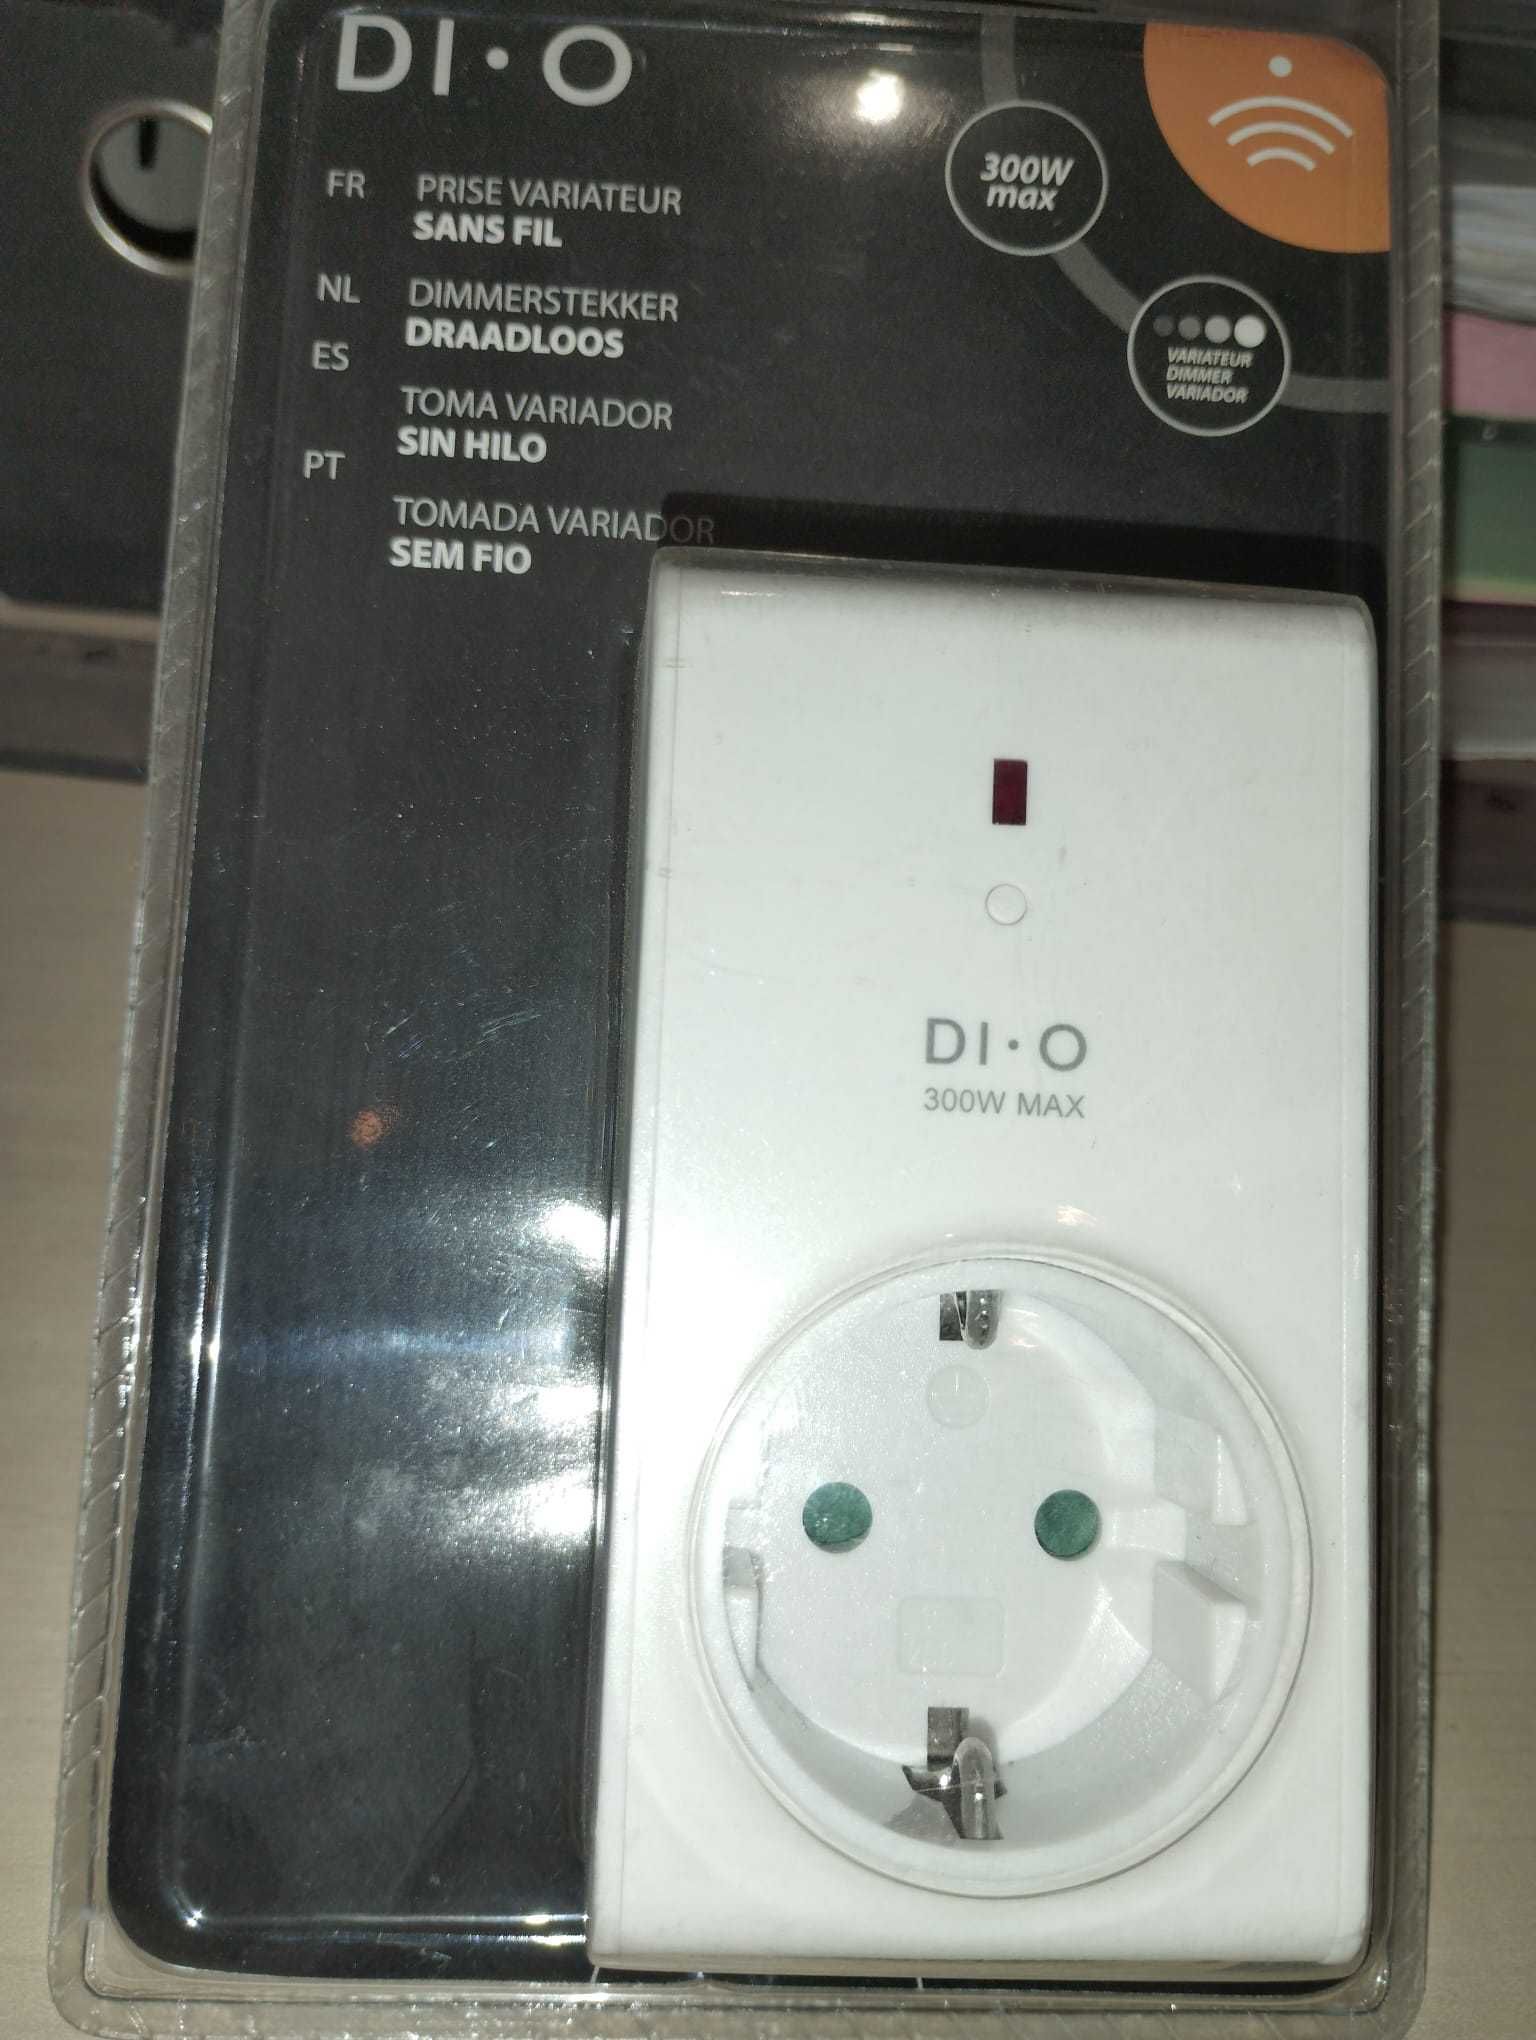 DI·O
300W
max
VARIATEUR
DIMMER
VARIADOR
FR PRISE VARIATEUR
SANS FIL
NL DIMMERSTEKKER
DRAADLOOS
ES TOMA VARIADOR
SIN HILO
PT TOMADA VARIADOR
SEM FIO
DI·O
300W MAX